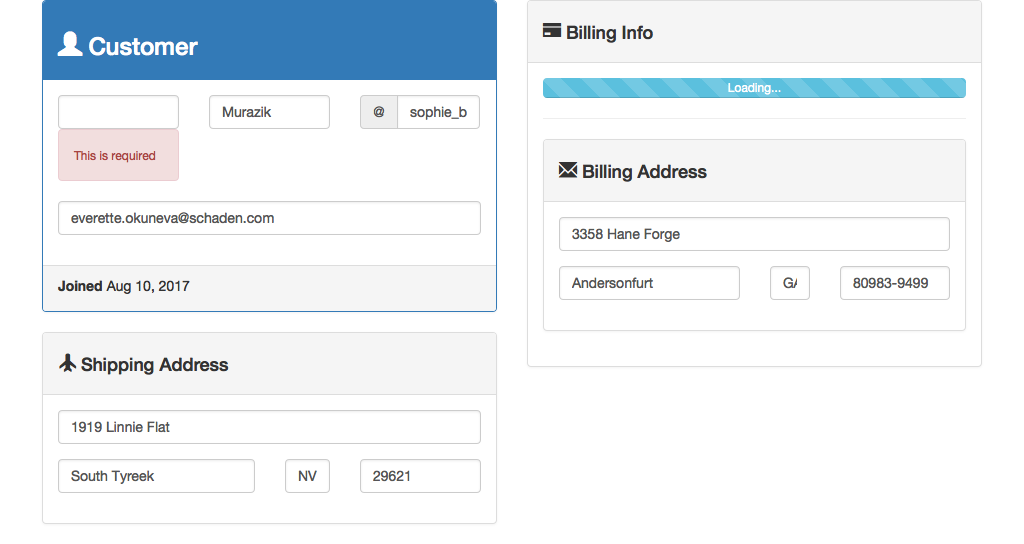 Customer
Murazik
@ sophie_b
This is required
everette.okuneva@schaden.com
Joined Aug 10, 2017
Shipping Address
1919 Linnie Flat
South Tyreek NV 29621
Billing Info
Loading...
Billing Address
3358 Hane Forge
Andersonfurt GA 80983-9499